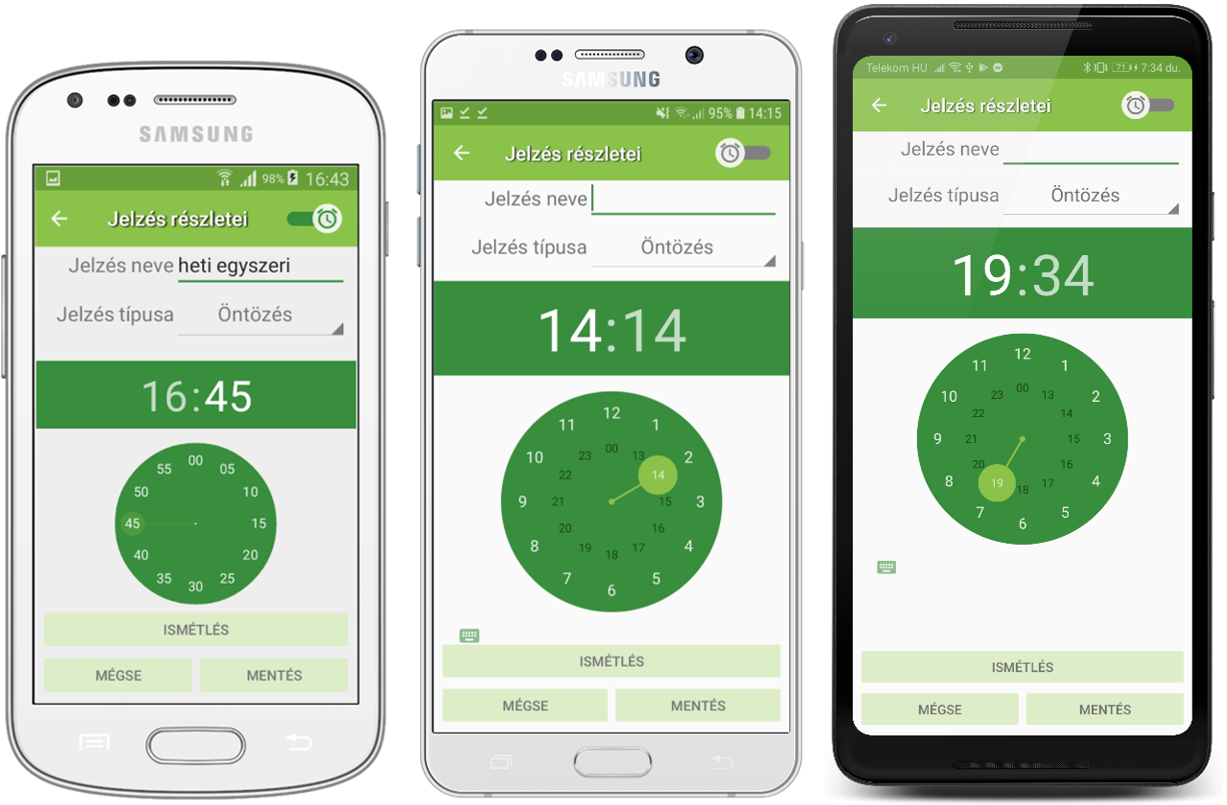 SAMSUNG
98% 16:43
Jelzés részletei
Jelzés neve heti egyszeri
Jelzés típusa Öntözés
16:45
00
55 05
50 10
45 15
40 20
35 25
30
ISMÉTLÉS
MÉGSE MENTÉS
SAMSUNG
95% 14:15
Jelzés részletei
Jelzés neve
Jelzés típusa Öntözés
14:14
12
11 1
00
23 13
10 2
22 14
9 21 15 3
20 16
8 4
19 17
18
7 5
6
ISMÉTLÉS
MÉGSE MENTÉS
Telekom HU 71 7:34 du.
Jelzés részletei
Jelzés neve
Jelzés típusa Öntözés
19:34
12
11 1
00
23 13
10 2
22 14
9 21 15 3
20 16
8 4
19 17
18
7 5
6
ISMÉTLÉS
MÉGSE MENTÉS